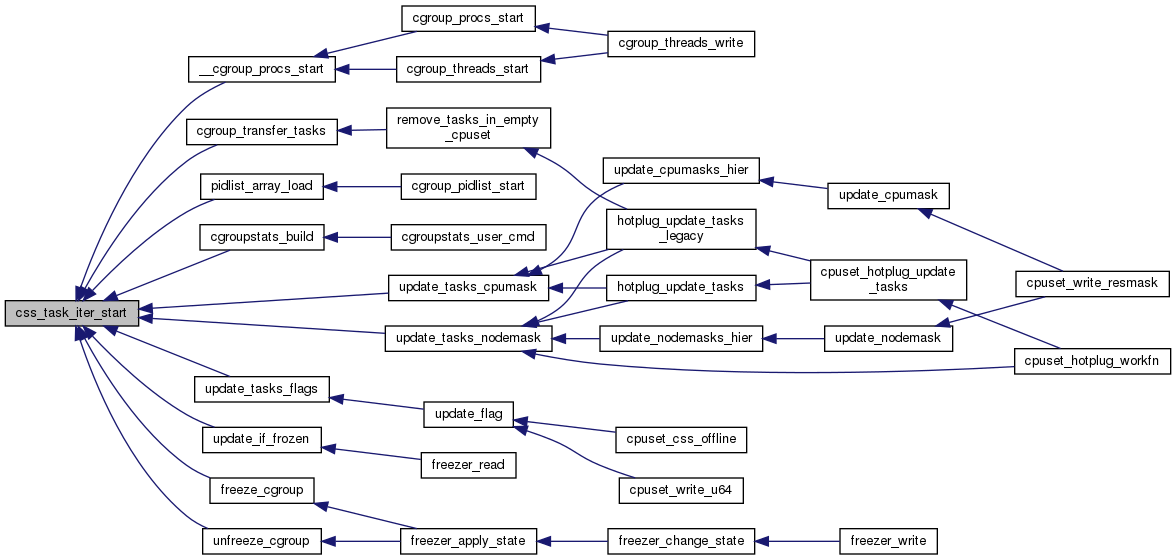 cgroup_procs_start
cgroup_threads_write
__cgroup_procs_start
cgroup_threads_start
cgroup_transfer_tasks
remove_tasks_in_empty
_cpuset
update_cpumasks_hier
pidlist_array_load
cgroup_pidlist_start
update_cpumask
hotplug_update_tasks
_legacy
cgroupstats_build
cgroupstats_user_cmd
cpuset_hotplug_update
_tasks
cpuset_write_resmask
update_tasks_cpumask
hotplug_update_tasks
css_task_iter_start
update_tasks_nodemask
update_nodemasks_hier
update_nodemask
cpuset_hotplug_workfn
update_tasks_flags
update_flag
update_if_frozen
cpuset_css_offline
freezer_read
freeze_cgroup
cpuset_write_u64
unfreeze_cgroup
freezer_apply_state
freezer_change_state
freezer_write